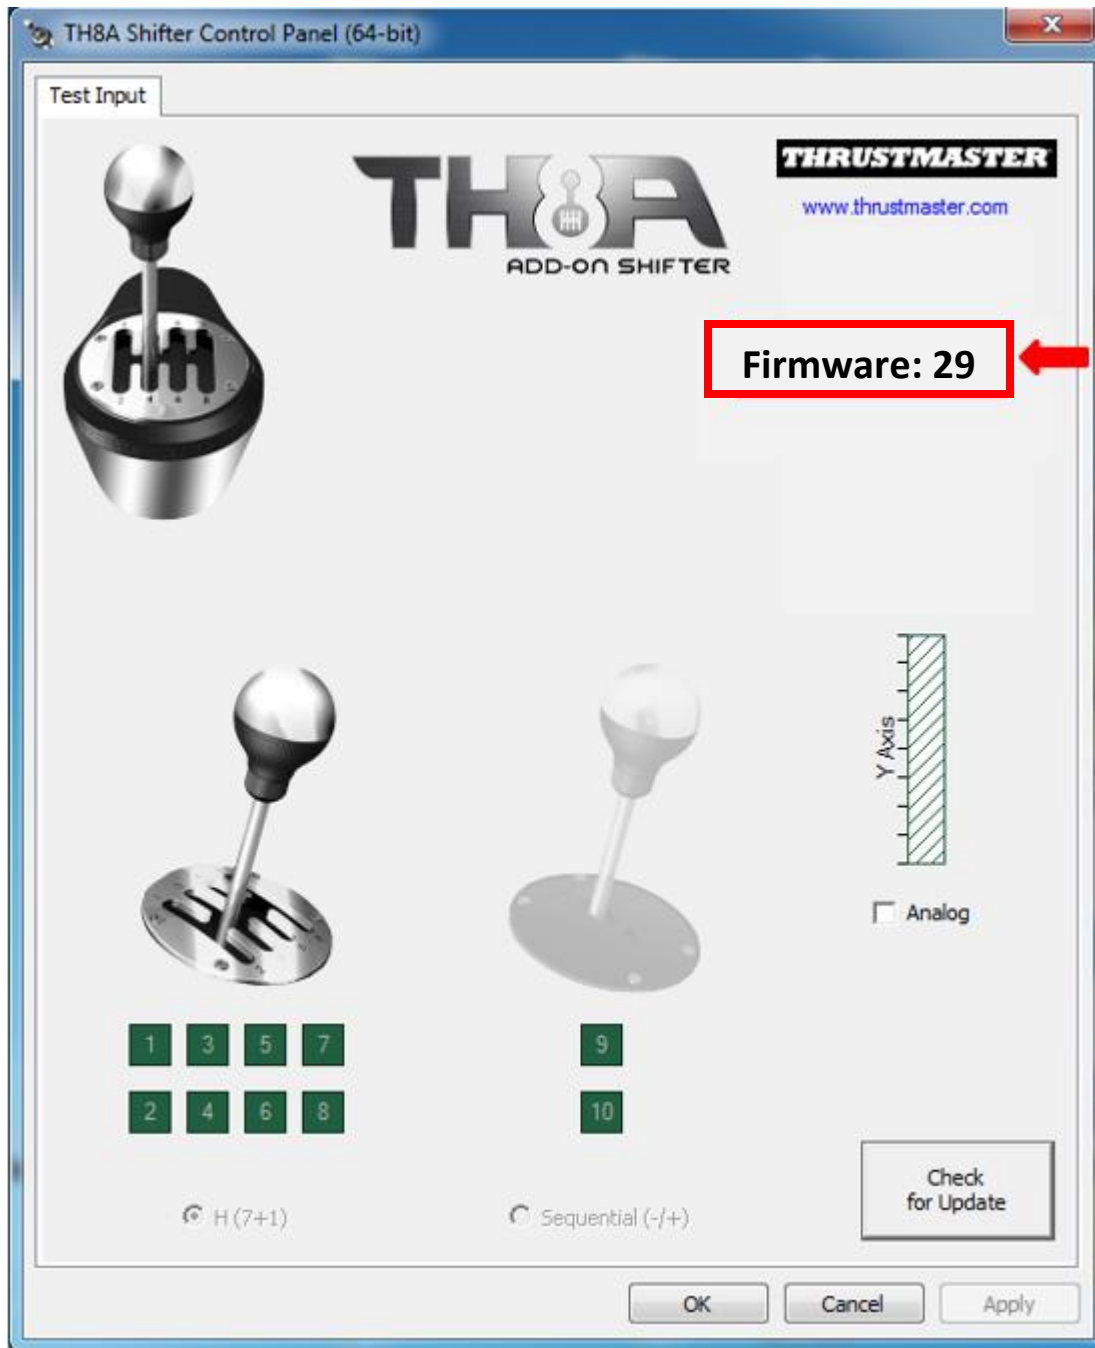 TH8A Shifter Control Panel (64-bit)
Test Input
TH8A
ADD-ON SHIFTER
THRUSTMASTER
www.thrustmaster.com
Firmware: 29
Y Axis
Analog
1 3 5 7
2 4 6 8
9
10
H (7+1)
Sequential (-/+)
Check
for Update
OK
Cancel
Apply